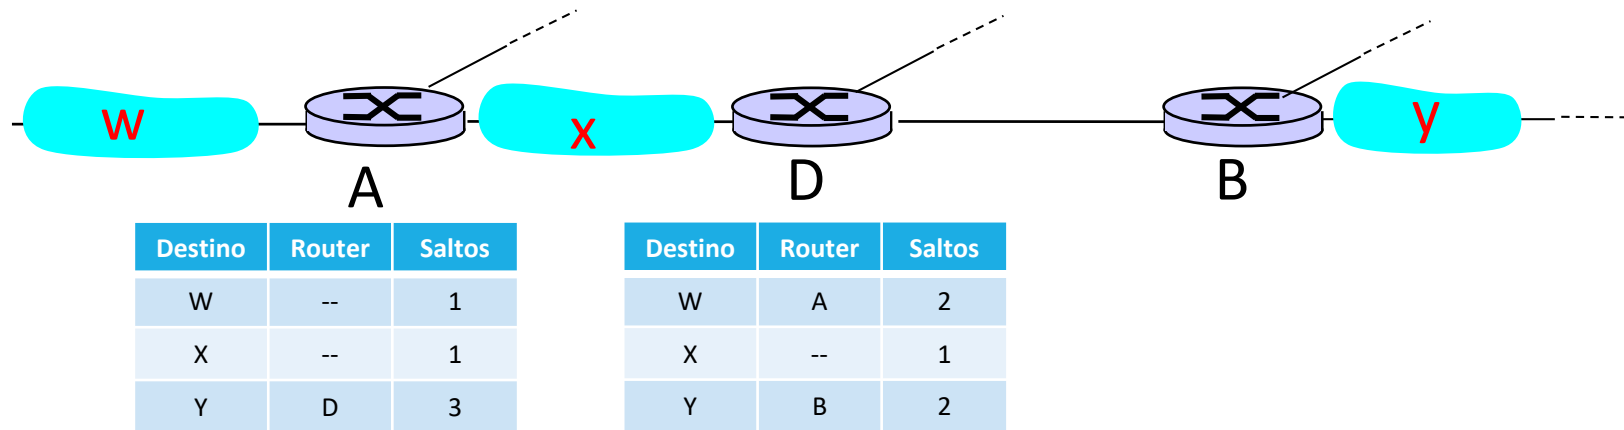 w
x
y
A
D
B
Destino Router Saltos
W -- 1
X -- 1
Y D 3
Destino Router Saltos
W A 2
X -- 1
Y B 2